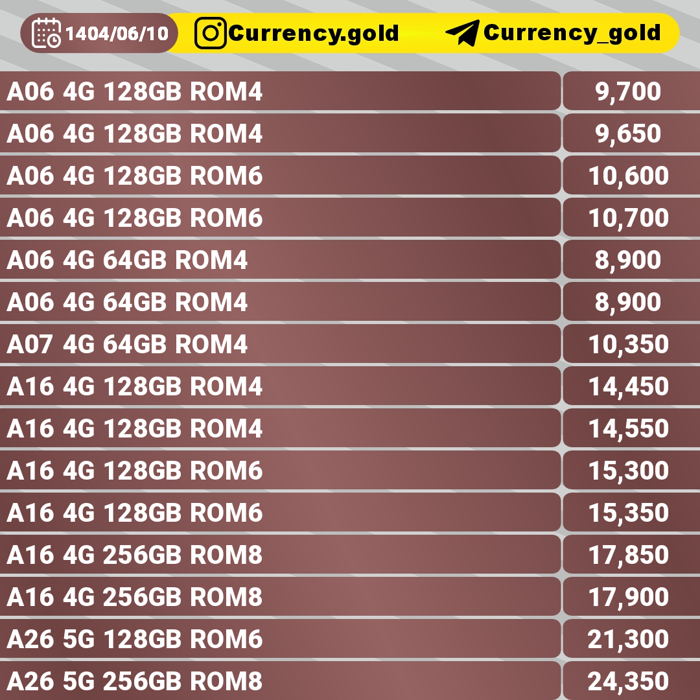 1404/06/10 Currency.gold Currency_gold
A06 4G 128GB ROM4 9,700
A06 4G 128GB ROM4 9,650
A06 4G 128GB ROM6 10,600
A06 4G 128GB ROM6 10,700
A06 4G 64GB ROM4 8,900
A06 4G 64GB ROM4 8,900
A07 4G 64GB ROM4 10,350
A16 4G 128GB ROM4 14,450
A16 4G 128GB ROM4 14,550
A16 4G 128GB ROM6 15,300
A16 4G 128GB ROM6 15,350
A16 4G 256GB ROM8 17,850
A16 4G 256GB ROM8 17,900
A26 5G 128GB ROM6 21,300
A26 5G 256GB ROM8 24,350